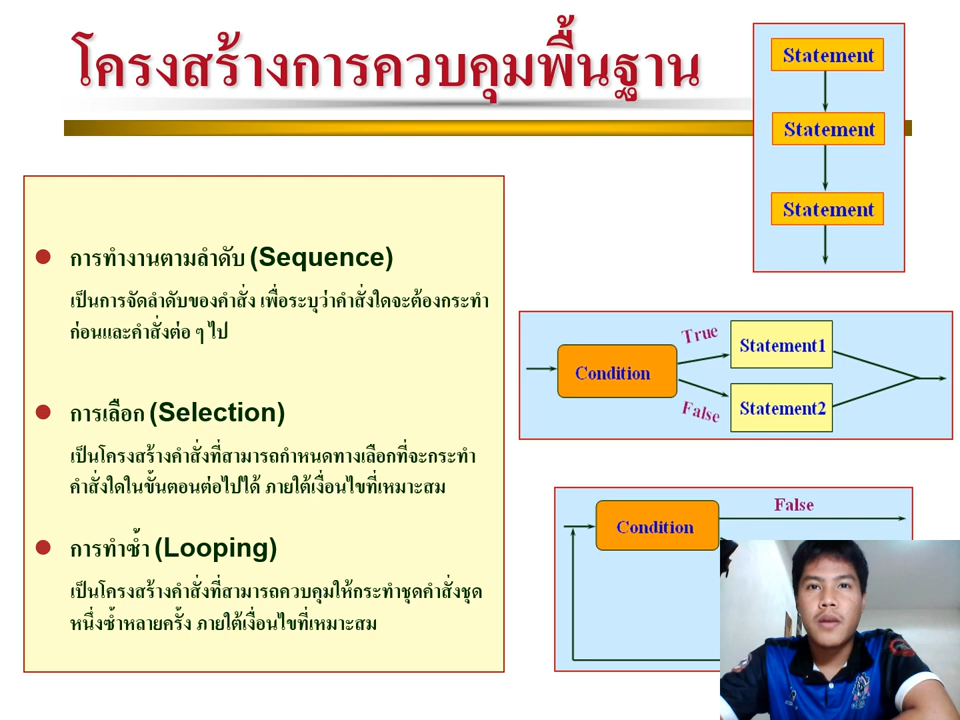 โครงสร้างการควบคุมพื้นฐาน
Statement
Statement
Statement
การทำงานตามลำดับ (Sequence)
เป็นการจัดลำดับของคำสั่ง เพื่อระบุว่าคำสั่งใดจะต้องกระทำ
ก่อนและคำสั่งต่อ ๆ ไป
True
Statement1
Condition
False
Statement2
การเลือก (Selection)
เป็นโครงสร้างคำสั่งที่สามารถกำหนดทางเลือกที่จะกระทำ
คำสั่งใดในขั้นตอนต่อไปได้ ภายใต้เงื่อนไขที่เหมาะสม
False
Condition
การทำซ้ำ (Looping)
เป็นโครงสร้างคำสั่งที่สามารถควบคุมให้กระทำชุดคำสั่งชุด
หนึ่งซ้ำหลายครั้ง ภายใต้เงื่อนไขที่เหมาะสม